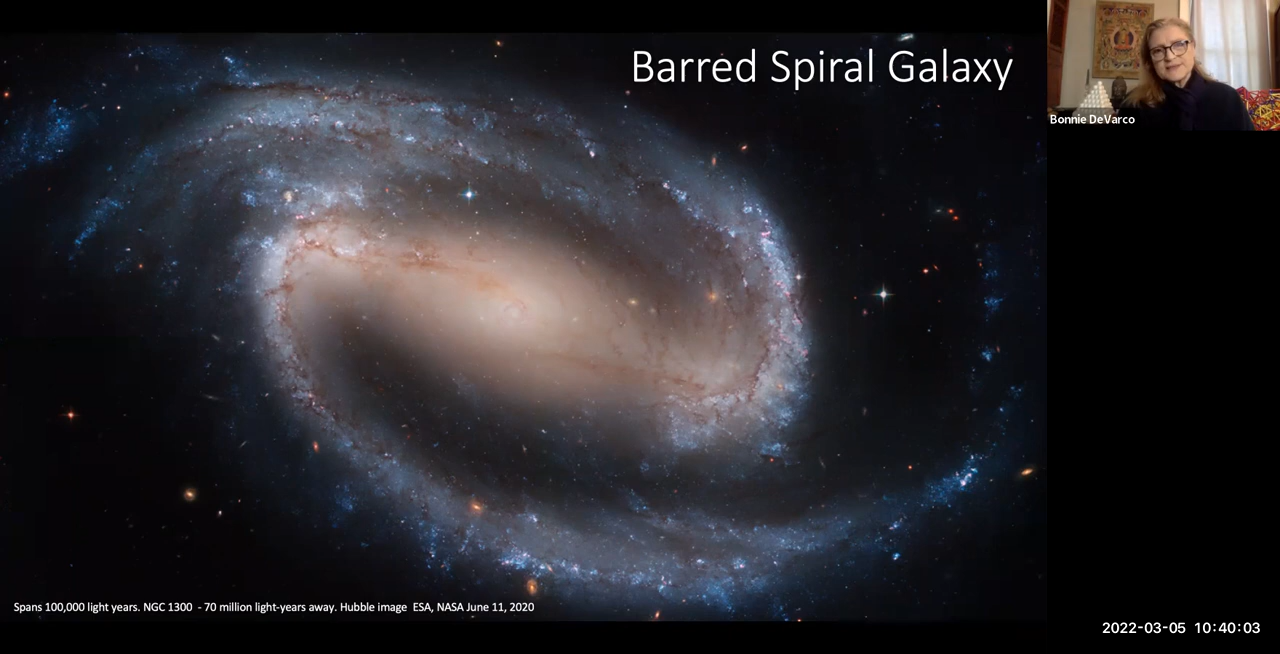 Barred Spiral Galaxy
Bonnie DeVarco
Spans 100,000 light years. NGC 1300  - 70 million light-years away. Hubble image  ESA, NASA June 11, 2020
2022-03-05  10:40:03